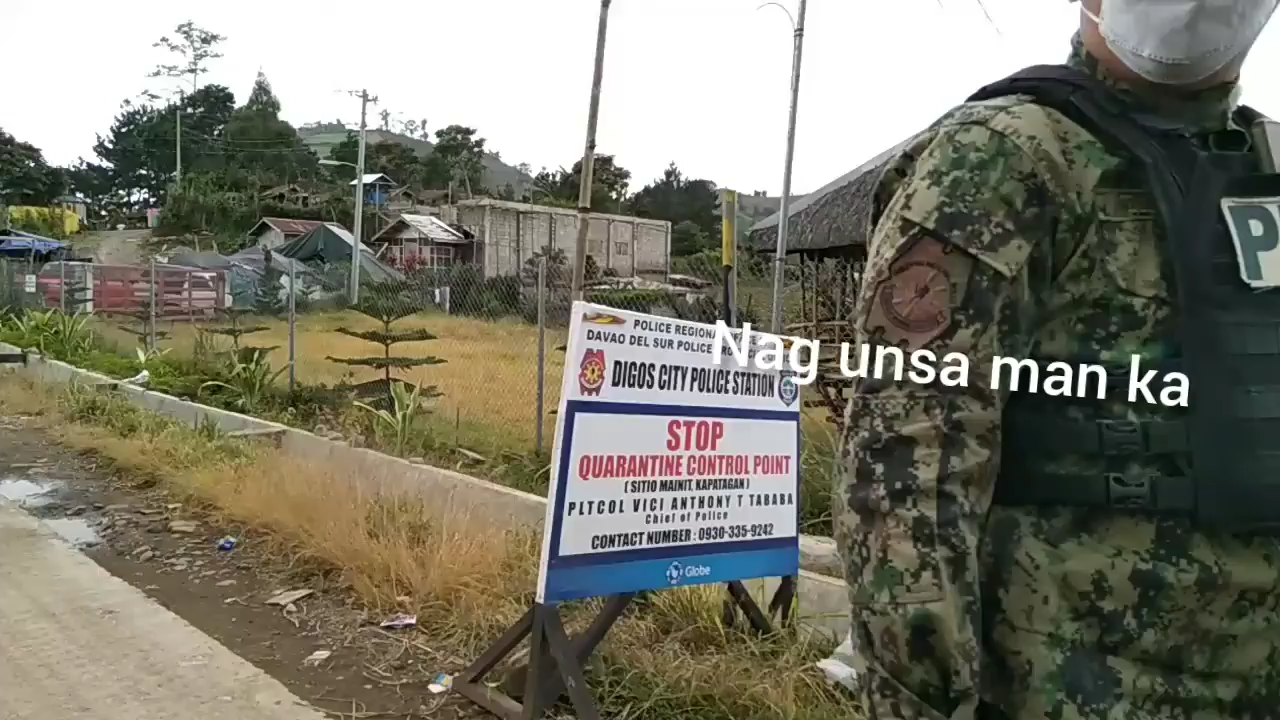 POLICE REGIONAL
DAVAO DEL SUR POLICE
DIGOS CITY POLICE STATION
Nag unsa man ka
STOP
QUARANTINE CONTROL POINT
( SITIO MAINIT, KAPATAGAN )
PLTCOL VICI ANTHONY T TABABA
Chief of Police
CONTACT NUMBER : 0930-335-9242
Globe
P